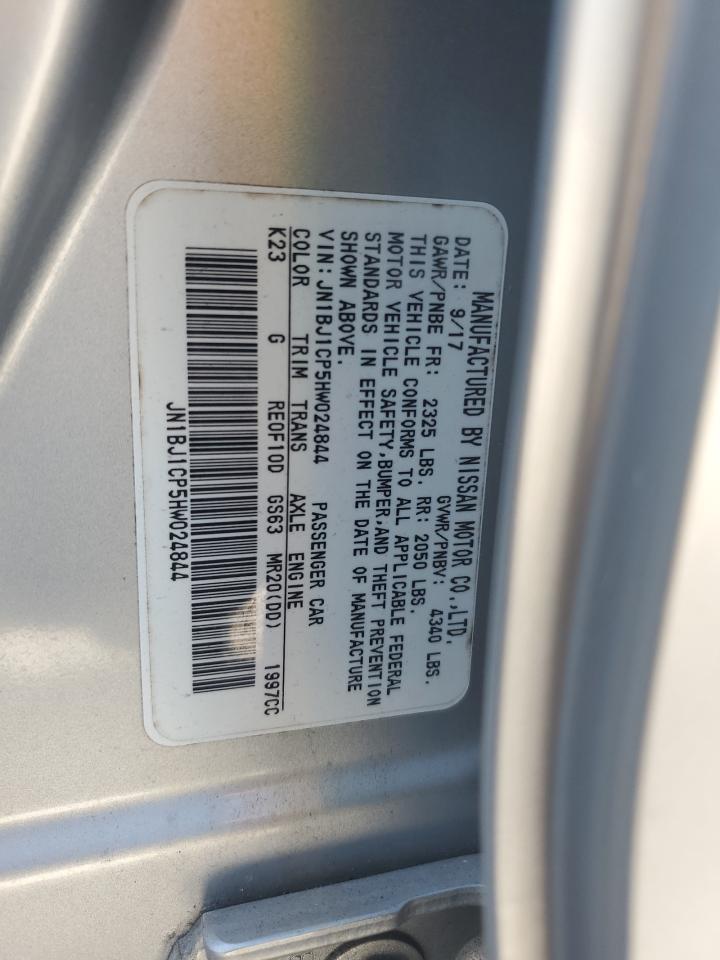 MANUFACTURED BY NISSAN MOTOR CO.,LTD.
DATE: 9/17 GVWR/PNBV: 4340 LBS.
GAWR/PNBE FR: 2325 LBS. RR: 2050 LBS.
THIS VEHICLE CONFORMS TO ALL APPLICABLE FEDERAL
MOTOR VEHICLE SAFETY,BUMPER,AND THEFT PREVENTION
STANDARDS IN EFFECT ON THE DATE OF MANUFACTURE
SHOWN ABOVE.
VIN: JN1BJ1CP5HW024844 PASSENGER CAR
COLOR TRIM TRANS AXLE ENGINE
K23 G RE0F10D GS63 MR20(DD) 1997CC
JN1BJ1CP5HW024844